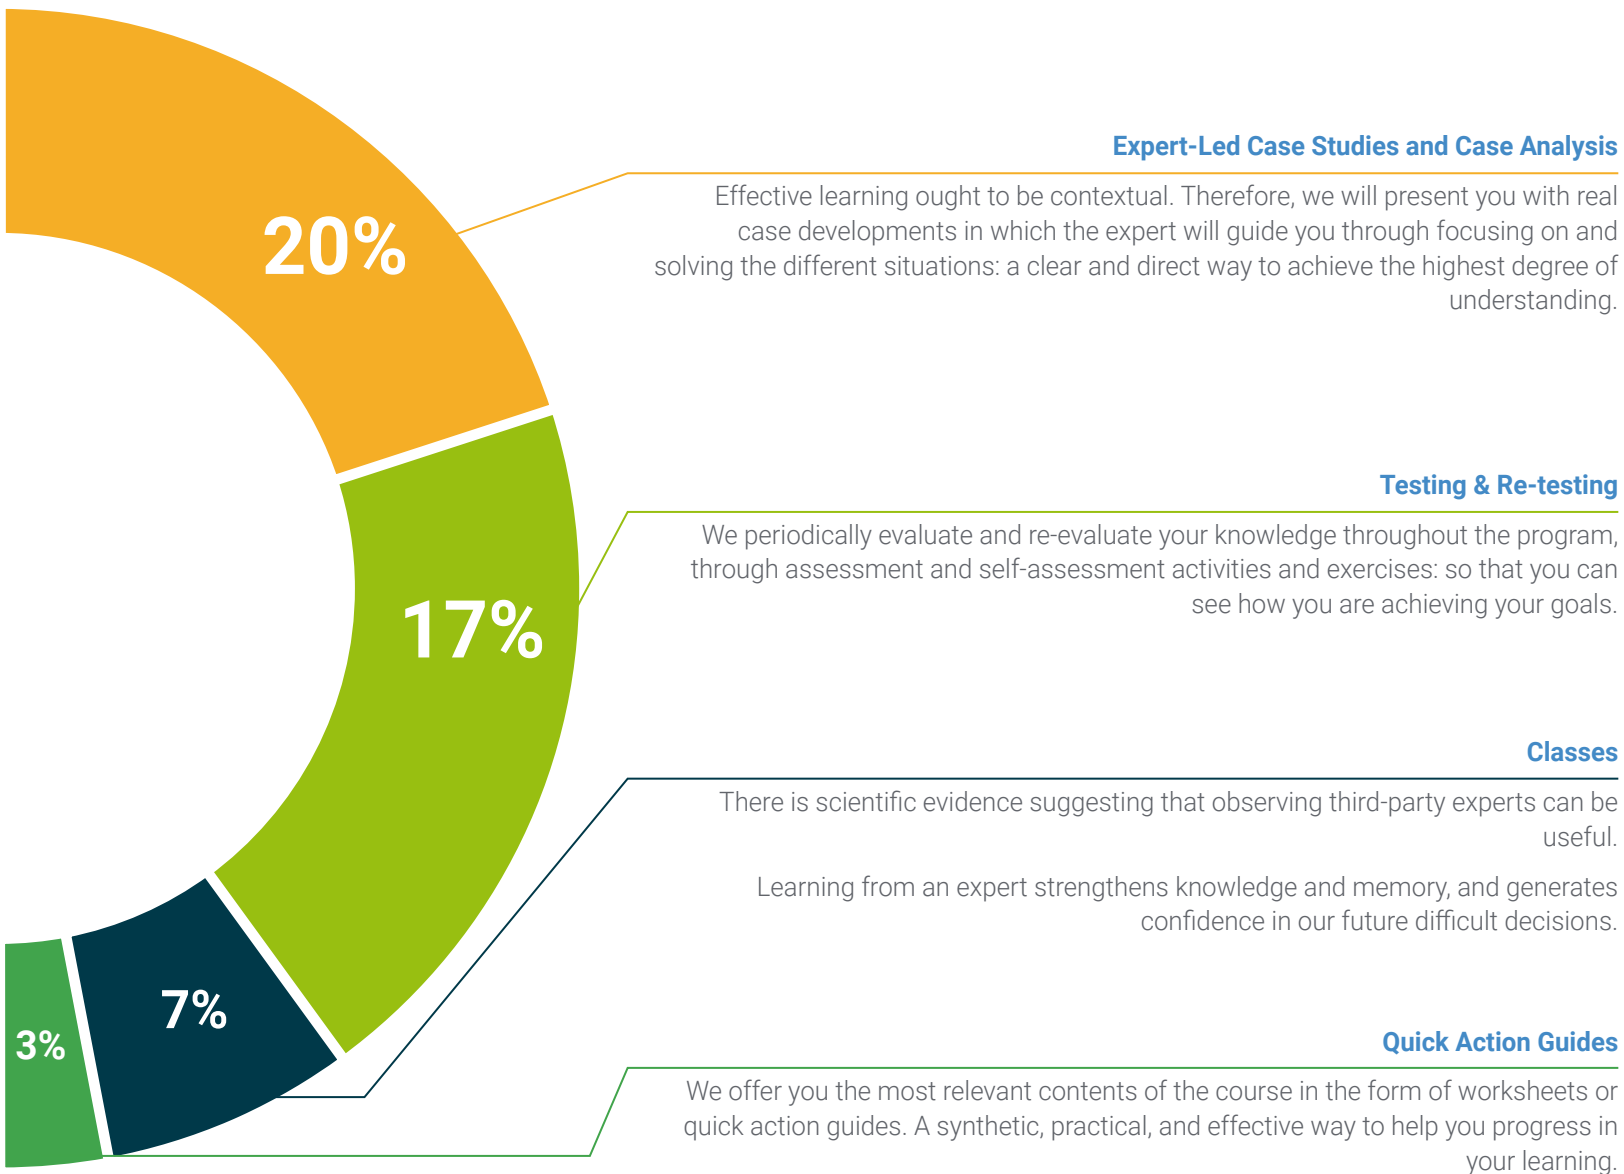 Expert-Led Case Studies and Case Analysis
Effective learning ought to be contextual. Therefore, we will present you with real
case developments in which the expert will guide you through focusing on and
solving the different situations: a clear and direct way to achieve the highest degree of
understanding.
20%
Testing & Re-testing
We periodically evaluate and re-evaluate your knowledge throughout the program,
through assessment and self-assessment activities and exercises: so that you can
see how you are achieving your goals.
17%
Classes
There is scientific evidence suggesting that observing third-party experts can be
useful.
Learning from an expert strengthens knowledge and memory, and generates
confidence in our future difficult decisions.
7%
3%
Quick Action Guides
We offer you the most relevant contents of the course in the form of worksheets or
quick action guides. A synthetic, practical, and effective way to help you progress in
your learning.